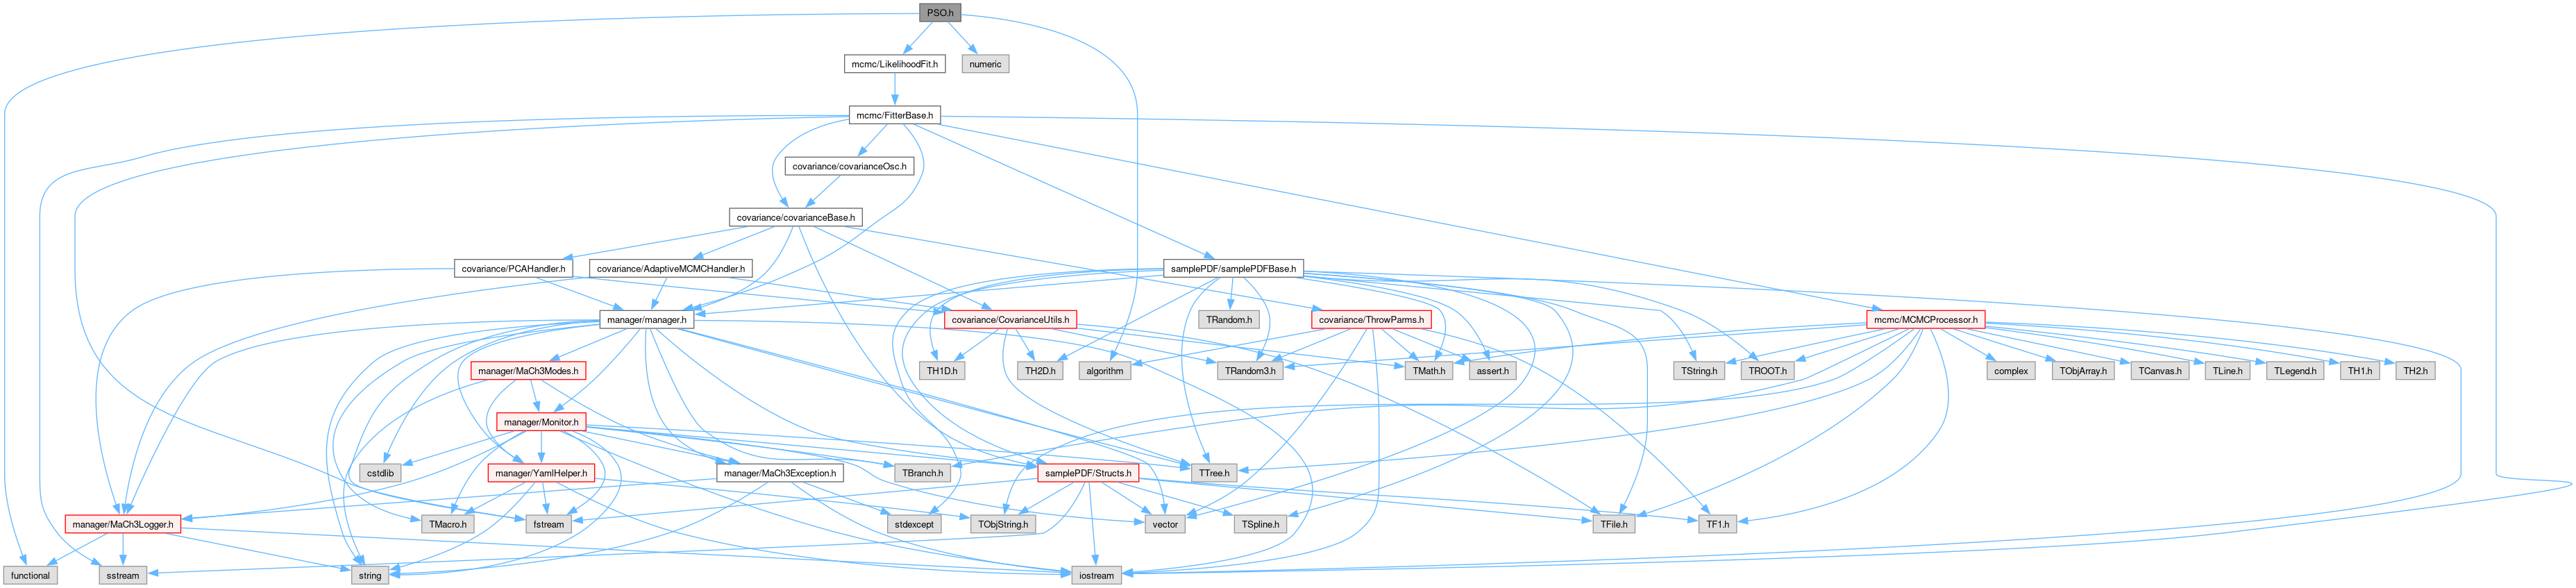 PSO.h
mcmc/LikelihoodFit.h
numeric
mcmc/FitterBase.h
covariance/covarianceOsc.h
covariance/covarianceBase.h
covariance/PCAHandler.h
covariance/AdaptiveMCMCHandler.h
samplePDF/samplePDFBase.h
manager/manager.h
covariance/CovarianceUtils.h
TRandom.h
covariance/ThrowParms.h
mcmc/MCMCProcessor.h
manager/MaCh3Modes.h
TH1D.h
TH2D.h
algorithm
TRandom3.h
TMath.h
assert.h
TString.h
TROOT.h
complex
TObjArray.h
TCanvas.h
TLine.h
TLegend.h
TH1.h
TH2.h
manager/Monitor.h
cstdlib
manager/YamlHelper.h
manager/MaCh3Exception.h
TBranch.h
samplePDF/Structs.h
TTree.h
manager/MaCh3Logger.h
TMacro.h
fstream
stdexcept
TObjString.h
vector
TSpline.h
TFile.h
TF1.h
functional
sstream
string
iostream